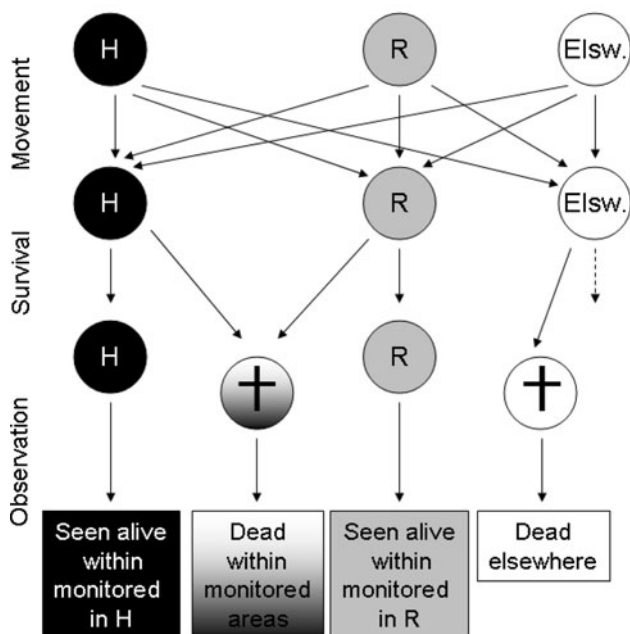 Movement
H
R
Elsw.
Survival
H
R
Elsw.
Observation
H
R
Seen alive
within
monitored
in H
Dead
within
monitored
areas
Seen alive
within
monitored
in R
Dead
elsewhere